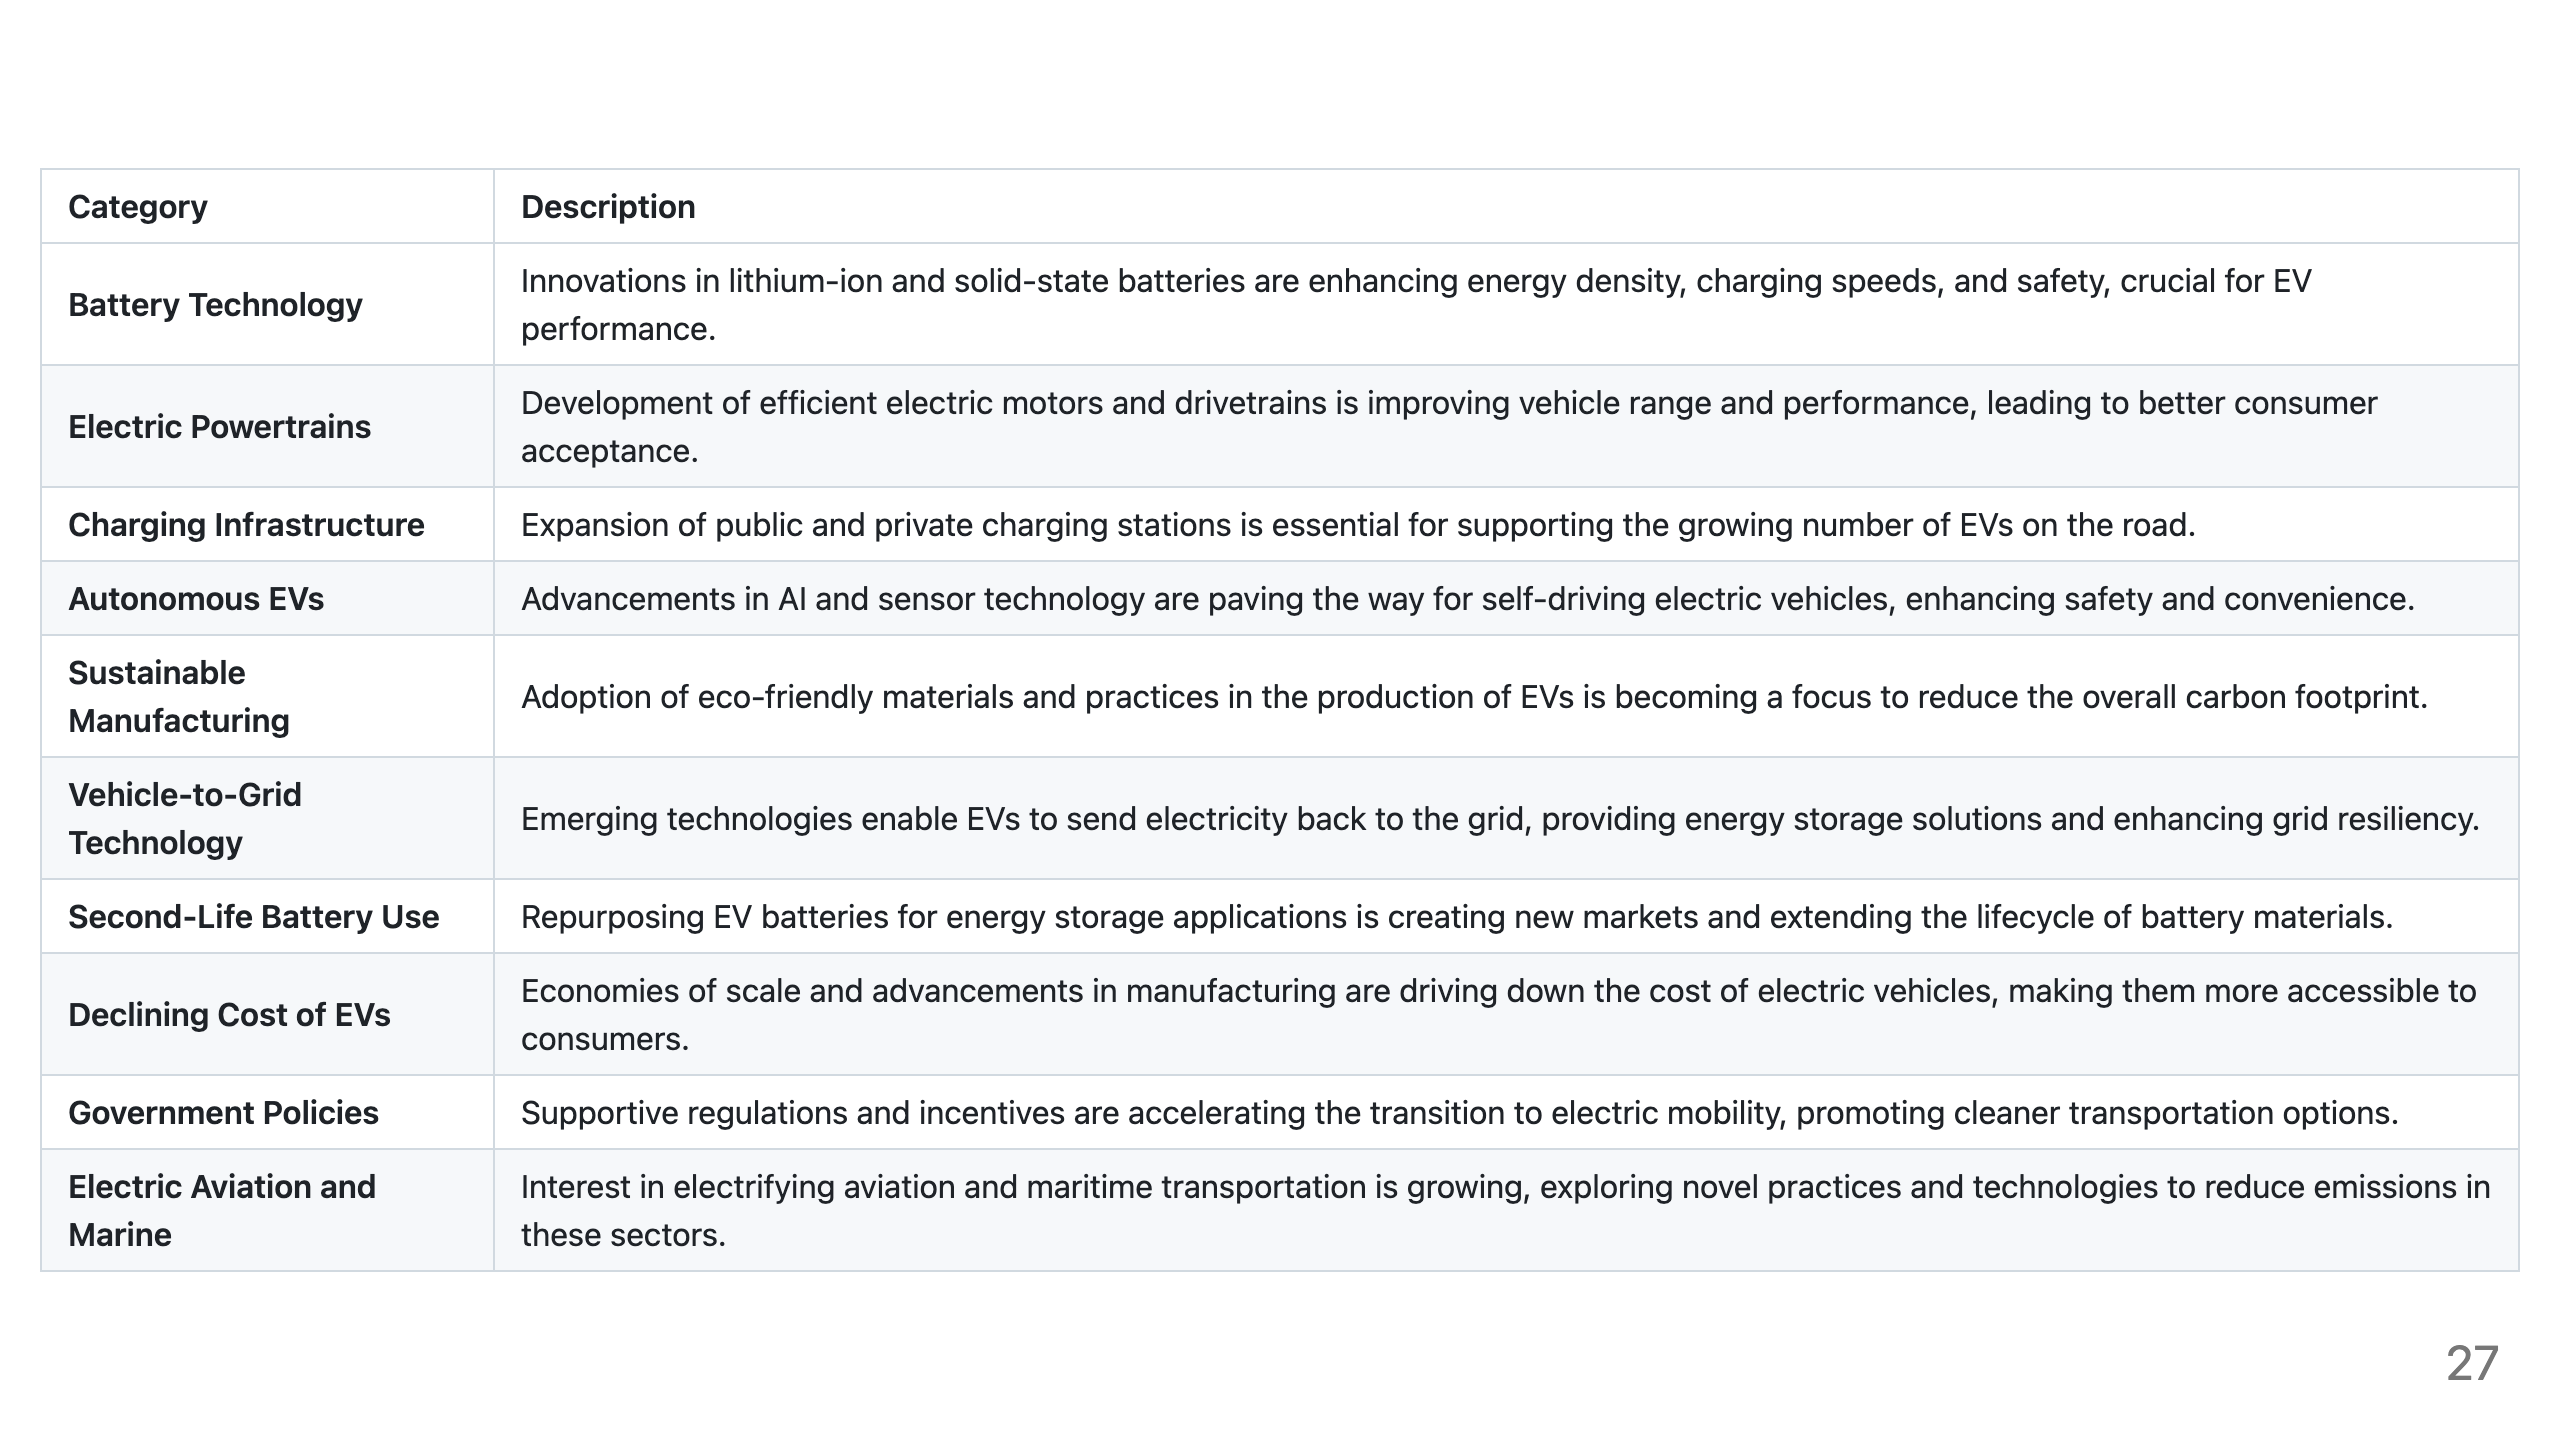 Category
Description
Battery Technology
Innovations in lithium-ion and solid-state batteries are enhancing energy density, charging speeds, and safety, crucial for EV
performance.
Electric Powertrains
Development of efficient electric motors and drivetrains is improving vehicle range and performance, leading to better consumer
acceptance.
Charging Infrastructure
Expansion of public and private charging stations is essential for supporting the growing number of EVs on the road.
Autonomous EVs
Advancements in AI and sensor technology are paving the way for self-driving electric vehicles, enhancing safety and convenience.
Sustainable
Manufacturing
Adoption of eco-friendly materials and practices in the production of EVs is becoming a focus to reduce the overall carbon footprint.
Vehicle-to-Grid
Technology
Emerging technologies enable EVs to send electricity back to the grid, providing energy storage solutions and enhancing grid resiliency.
Second-Life Battery Use
Repurposing EV batteries for energy storage applications is creating new markets and extending the lifecycle of battery materials.
Declining Cost of EVs
Economies of scale and advancements in manufacturing are driving down the cost of electric vehicles, making them more accessible to
consumers.
Government Policies
Supportive regulations and incentives are accelerating the transition to electric mobility, promoting cleaner transportation options.
Electric Aviation and
Marine
Interest in electrifying aviation and maritime transportation is growing, exploring novel practices and technologies to reduce emissions in
these sectors.
27